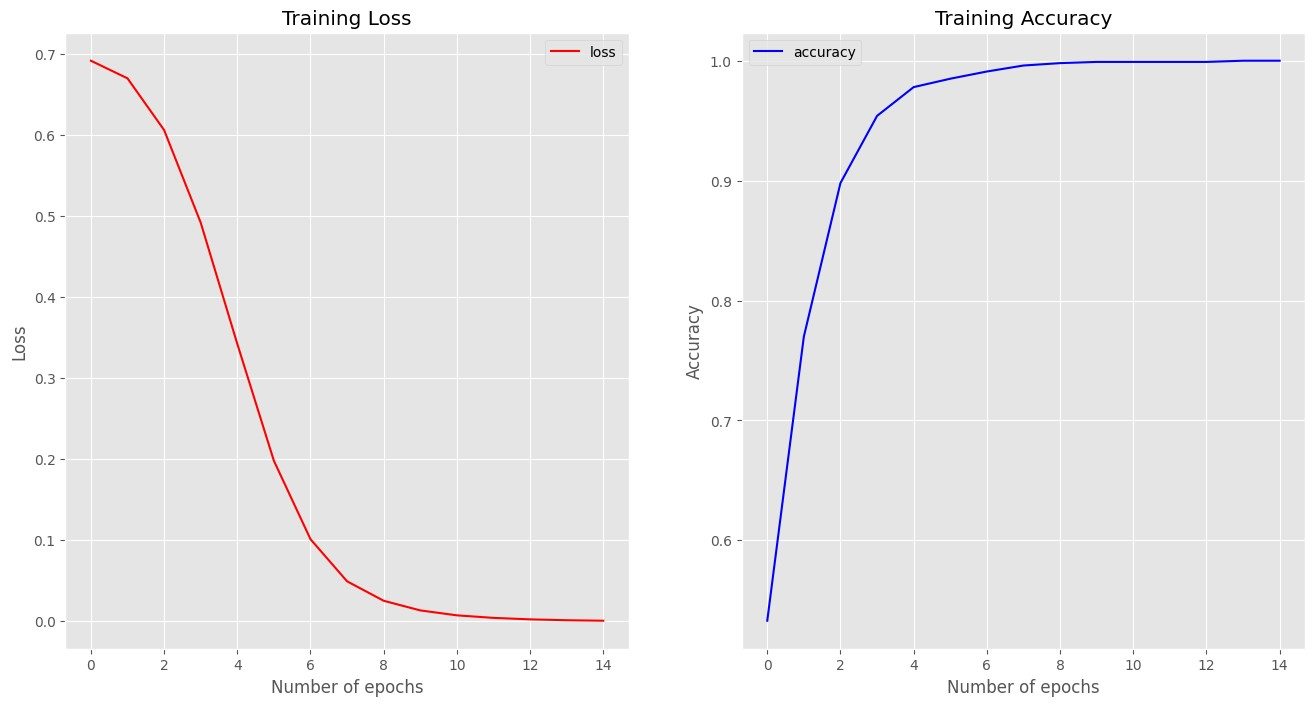 Training Loss
0.7
0.6
0.5
0.4
0.3
0.2
0.1
0.0
Loss
loss
0 2 4 6 8 10 12 14
Number of epochs
Training Accuracy
1.0
0.9
0.8
0.7
0.6
Accuracy
accuracy
0 2 4 6 8 10 12 14
Number of epochs